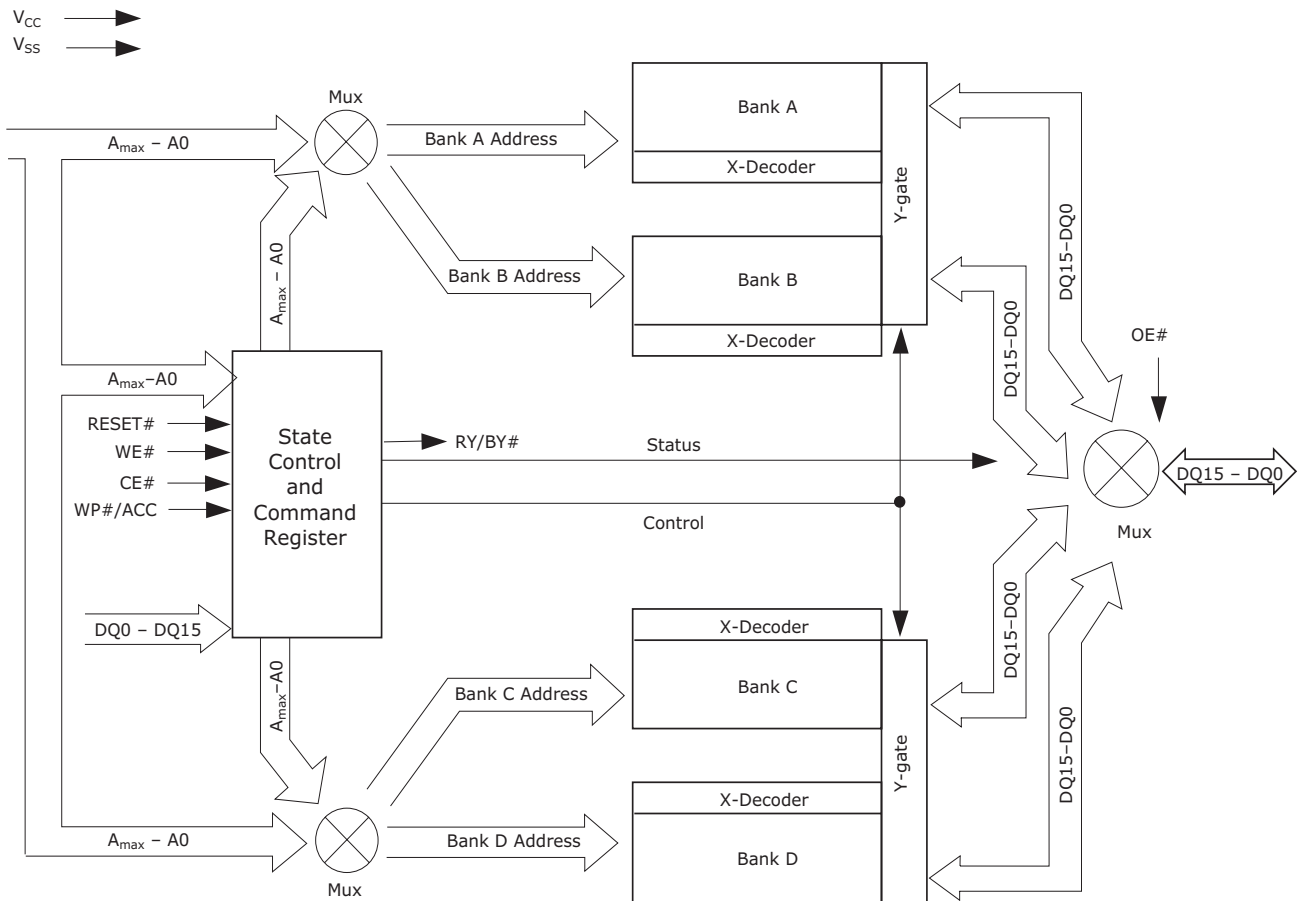 VCC
VSS
Mux
Amax – A0
Bank A Address
Bank A
X-Decoder
Y-gate
DQ15–DQ0
Amax – A0
Bank B Address
Bank B
X-Decoder
DQ15–DQ0
OE#
Amax–A0
RESET#
WE#
CE#
WP#/ACC
State
Control
and
Command
Register
RY/BY#
Status
Control
DQ15 – DQ0
Mux
DQ0 – DQ15
Amax–A0
Bank C Address
X-Decoder
Bank C
Y-gate
DQ15–DQ0
DQ15–DQ0
Amax – A0
Mux
Bank D Address
X-Decoder
Bank D